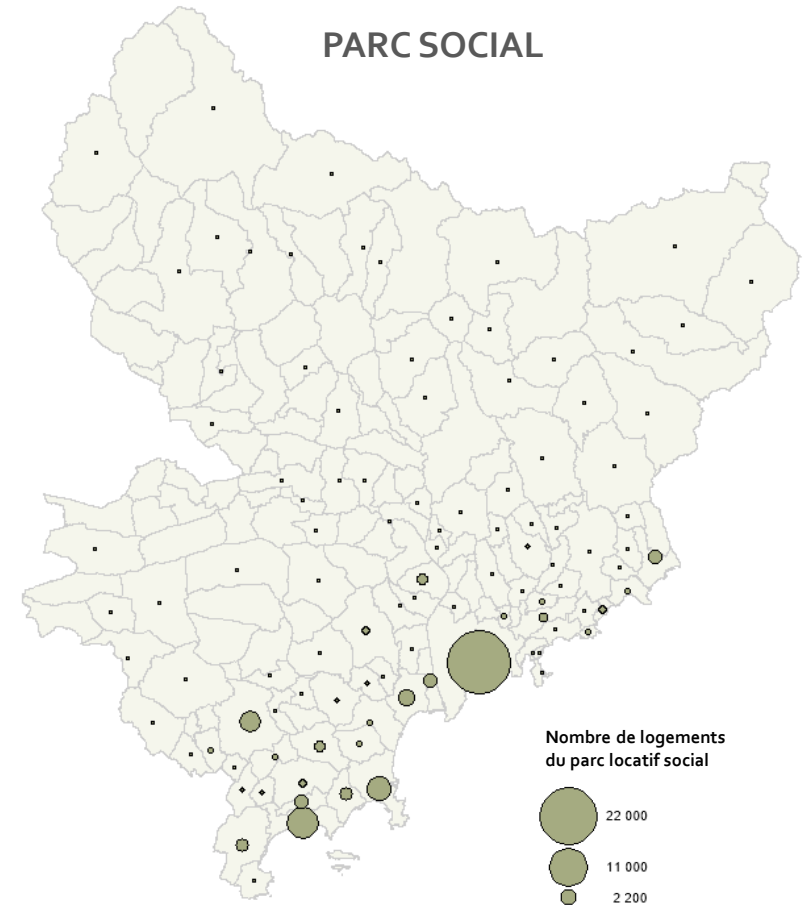 PARC SOCIAL
Nombre de logements
du parc locatif social
22 000
11 000
2 200